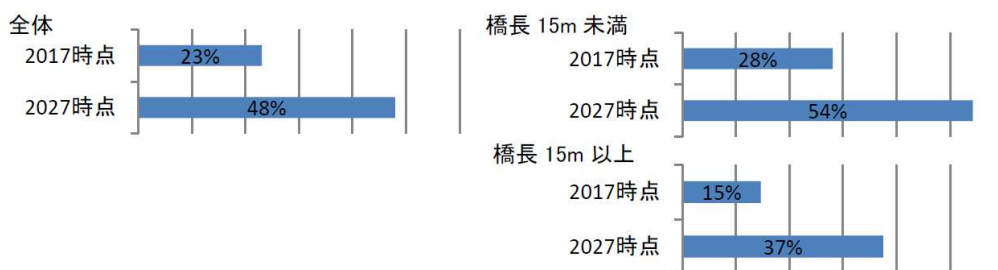 全体
2017時点 23%
2027時点 48%
橋長 15m 未満
2017時点 28%
2027時点 54%
橋長 15m 以上
2017時点 15%
2027時点 37%